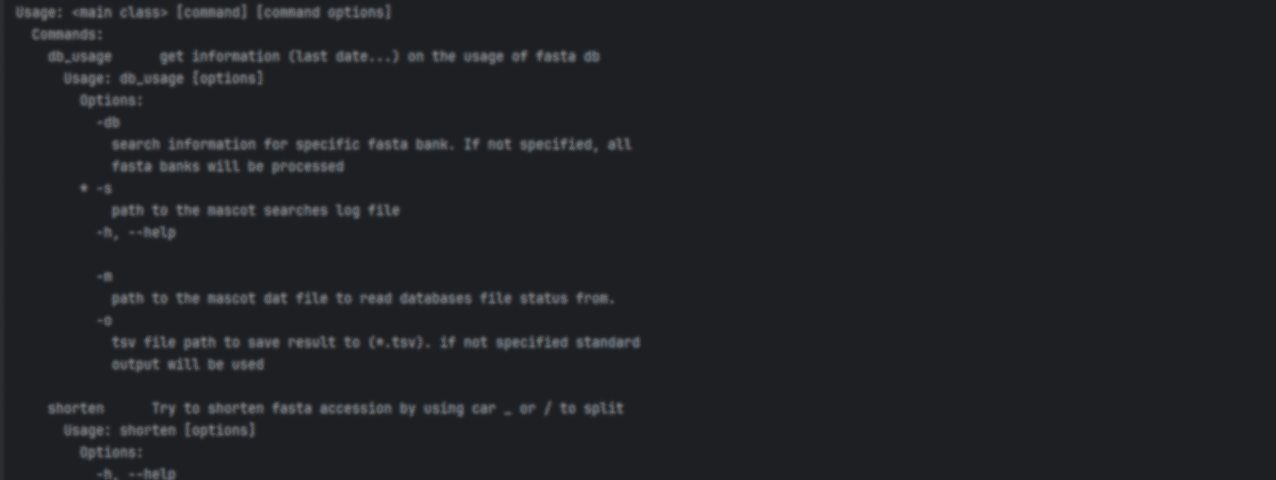 Usage: <main class> [command] [command options]
Commands:
db_usage get information (last date...) on the usage of fasta db
Usage: db_usage [options]
Options:
-db
search information for specific fasta bank. If not specified, all
fasta banks will be processed
* -s
path to the mascot searches log file
-h, --help
-m
path to the mascot dat file to read databases file status from.
-o
tsv file path to save result to (*.tsv). if not specified standard
output will be used
shorten Try to shorten fasta accession by using car _ or / to split
Usage: shorten [options]
Options:
-h, --help